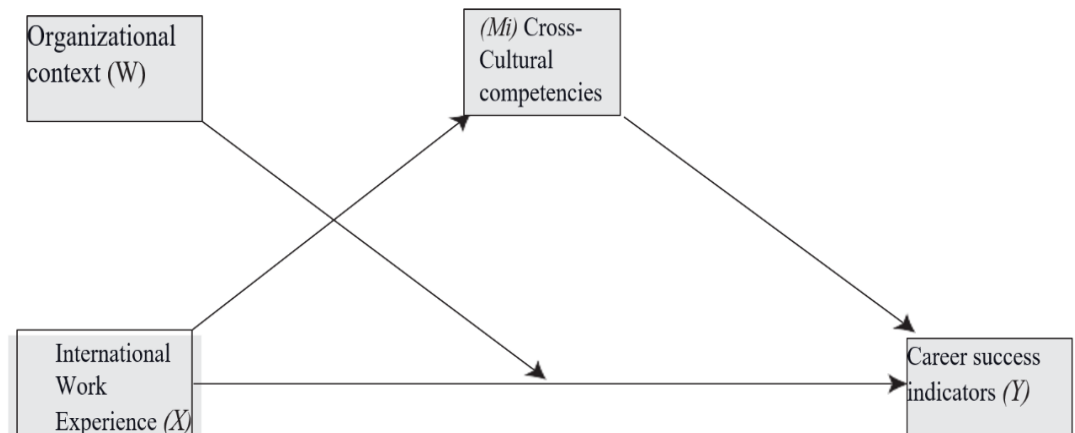 Organizational
context (W)
(Mi) Cross-
Cultural
competencies
International
Work
Experience (X)
Career success
indicators (Y)